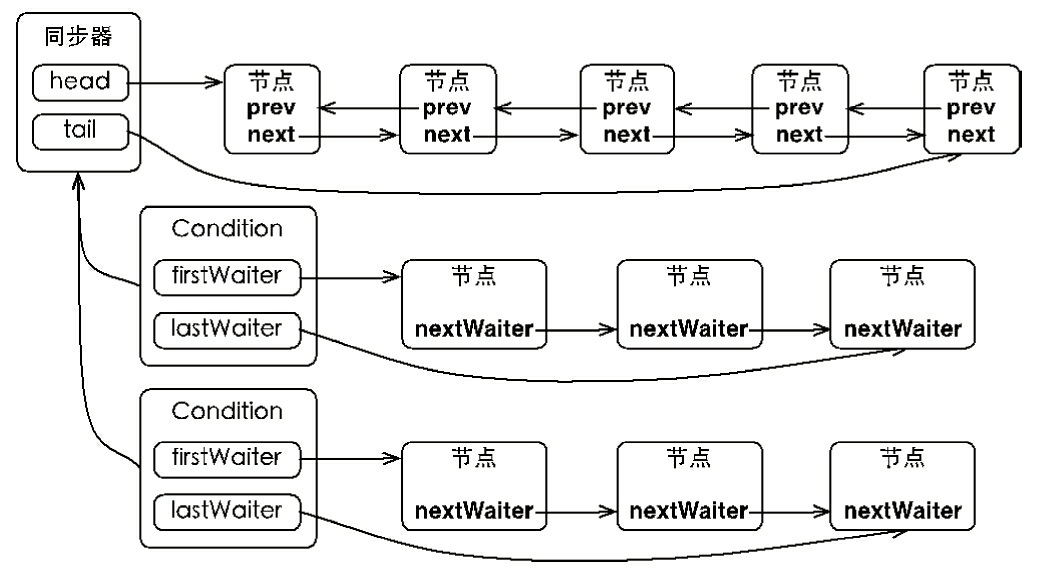 同步器
head
tail
节点
prev
next
节点
prev
next
节点
prev
next
节点
prev
next
节点
prev
next
Condition
firstWaiter
lastWaiter
节点
nextWaiter
节点
nextWaiter
节点
nextWaiter
Condition
firstWaiter
lastWaiter
节点
nextWaiter
节点
nextWaiter
节点
nextWaiter